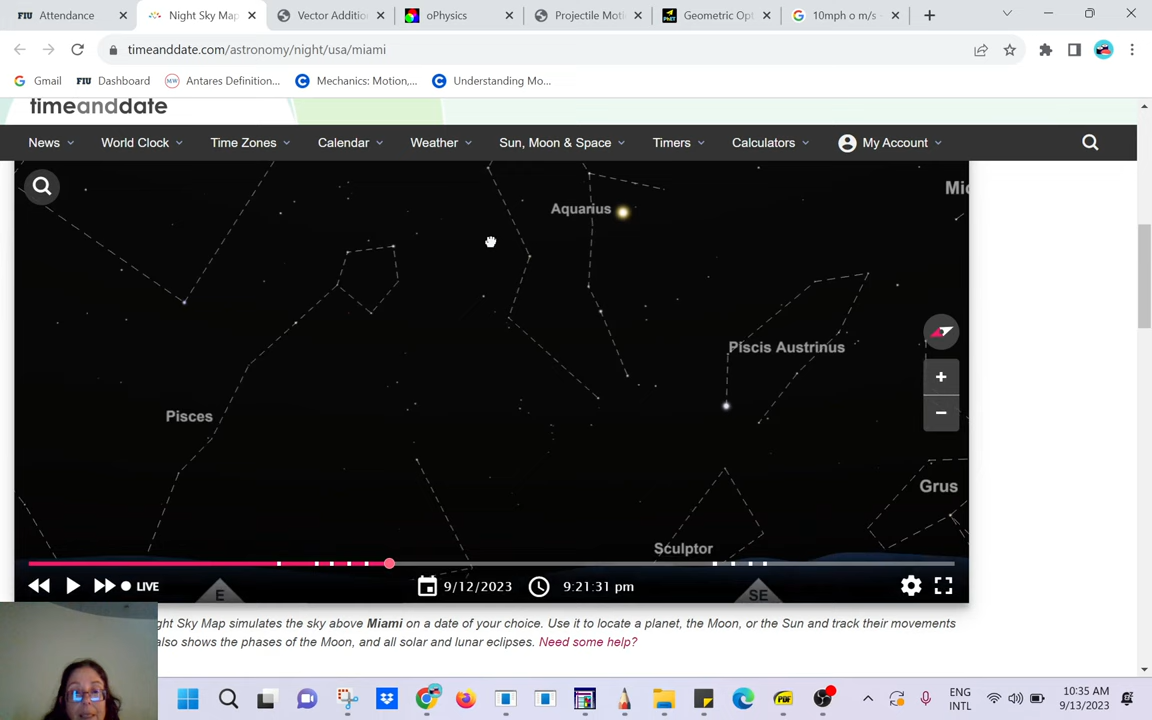 FIU Attendance
Night Sky Map
Vector Additio
oPhysics
Projectile Moti
PhET Geometric Opt
10mph o m/s
timeanddate.com/astronomy/night/usa/miami
Gmail
FIU Dashboard
MW Antares Definition...
Mechanics: Motion,...
Understanding Mo...
timeanddate
News
World Clock
Time Zones
Calendar
Weather
Sun, Moon & Space
Timers
Calculators
My Account
Mic
Aquarius
Piscis Austrinus
Pisces
Grus
Sculptor
LIVE
9/12/2023
9:21:31 pm
E
SE
ght Sky Map simulates the sky above Miami on a date of your choice. Use it to locate a planet, the Moon, or the Sun and track their movements
also shows the phases of the Moon, and all solar and lunar eclipses. Need some help?
ENG
INTL
10:35 AM
9/13/2023